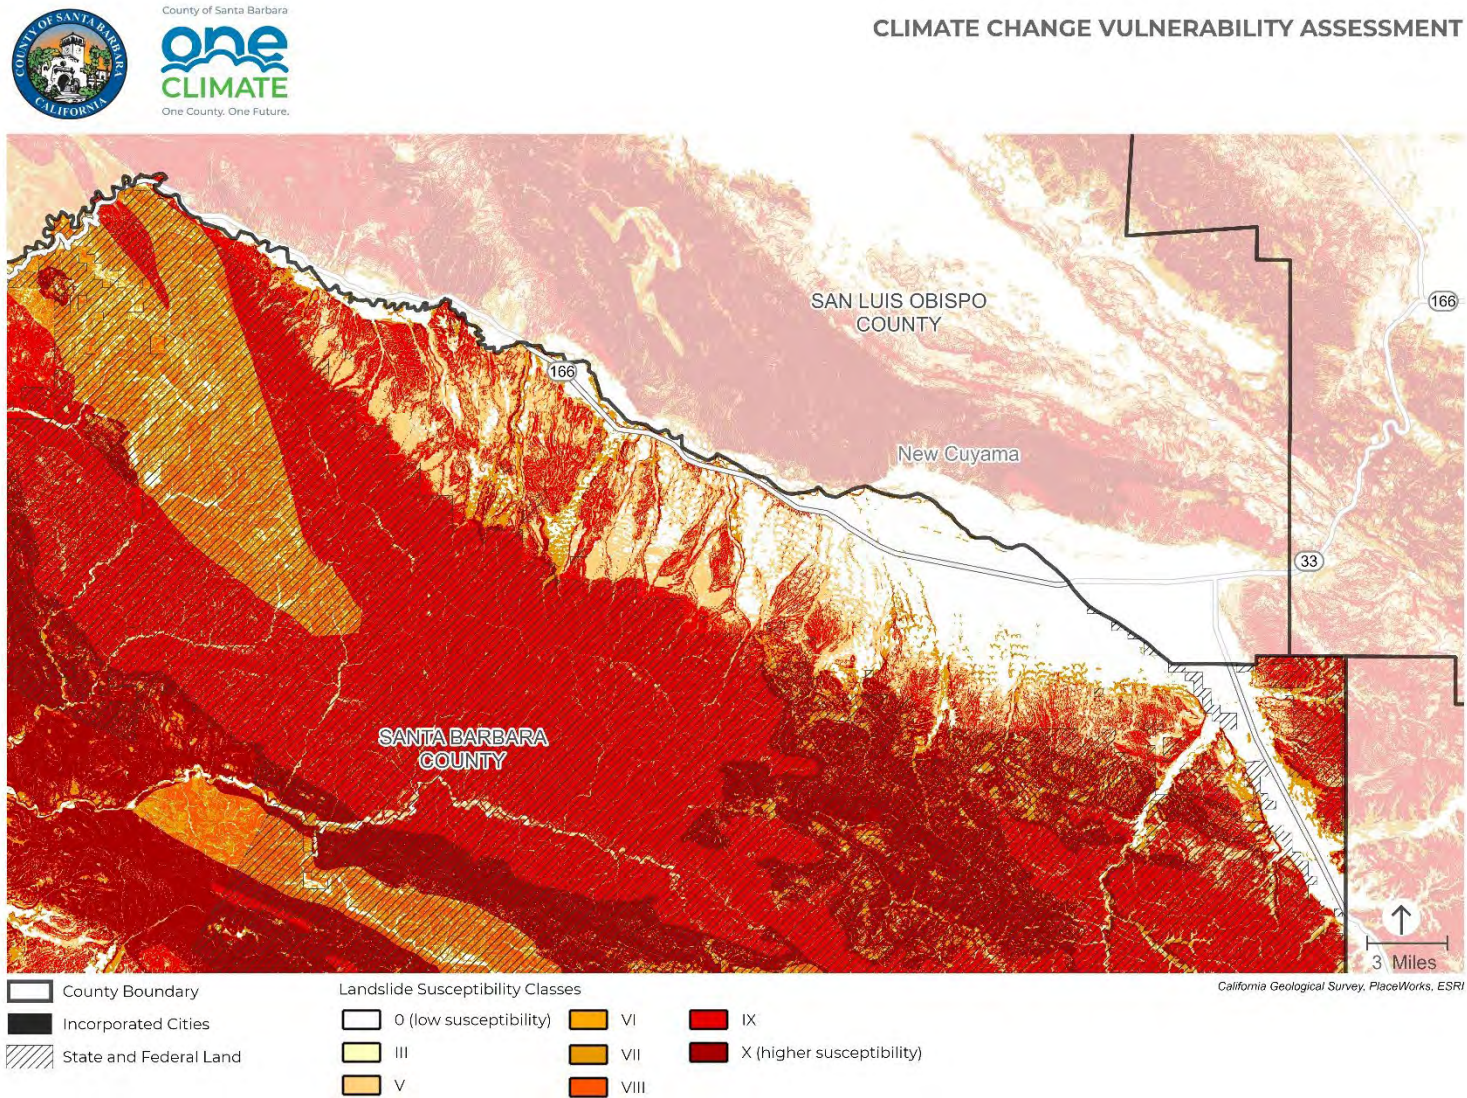 COUNTY OF SANTA BARBARA
CALIFORNIA
County of Santa Barbara
one
CLIMATE
One County. One Future.
CLIMATE CHANGE VULNERABILITY ASSESSMENT
SAN LUIS OBISPO
COUNTY
166
166
New Cuyama
33
SANTA BARBARA
COUNTY
3 Miles
California Geological Survey, PlaceWorks, ESRI
County Boundary
Incorporated Cities
State and Federal Land
Landslide Susceptibility Classes
0 (low susceptibility)
III
V
VI
VII
VIII
IX
X (higher susceptibility)